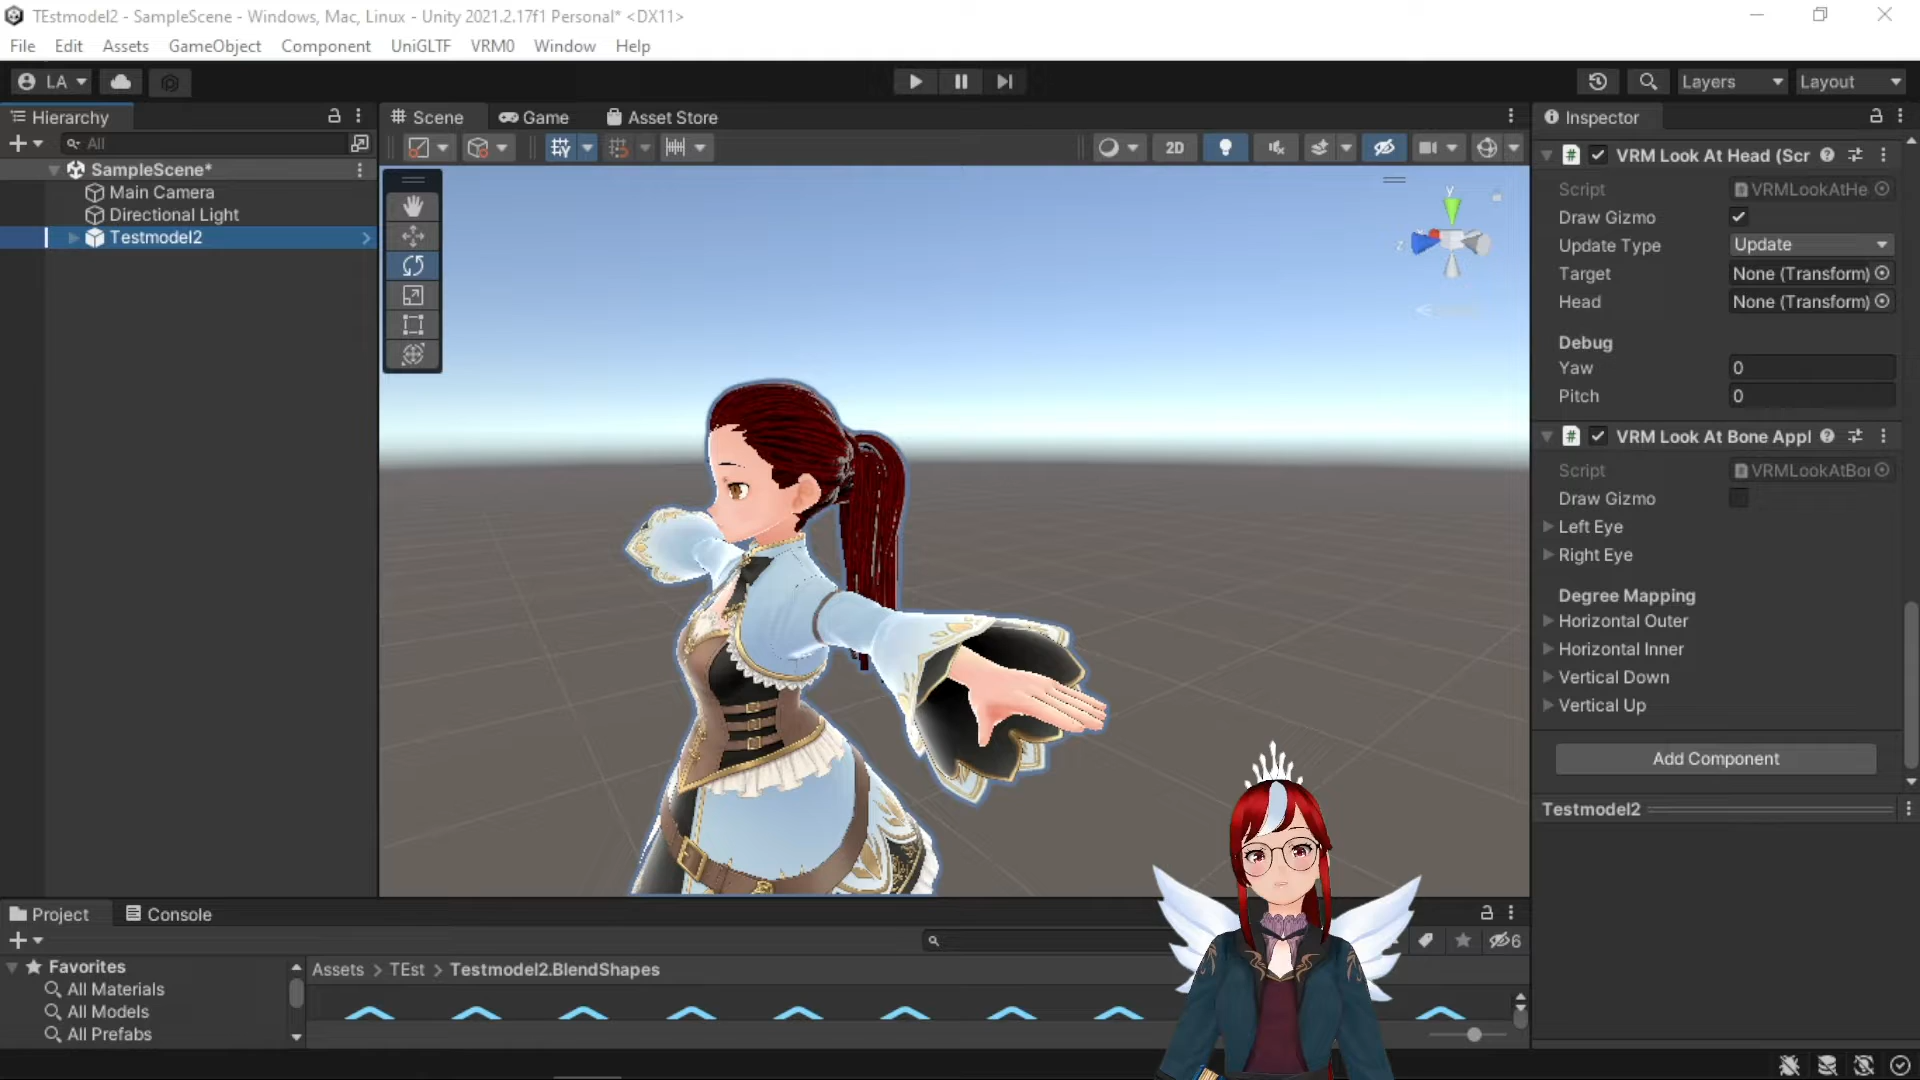 TEstmodel2 - SampleScene - Windows, Mac, Linux - Unity 2021.2.17f1 Personal* <DX11>
File Edit Assets GameObject Component UniGLTF VRM0 Window Help
LA
Layers
Layout
Hierarchy
Scene
Game
Asset Store
Inspector
All
2D
SampleScene*
Main Camera
Directional Light
Testmodel2
y
z
VRM Look At Head (Scr
Script VRMLookAtHe
Draw Gizmo
Update Type Update
Target None (Transform)
Head None (Transform)
Debug
Yaw 0
Pitch 0
VRM Look At Bone Appl
Script VRMLookAtBo
Draw Gizmo
Left Eye
Right Eye
Degree Mapping
Horizontal Outer
Horizontal Inner
Vertical Down
Vertical Up
Add Component
Testmodel2
Project
Console
6
Favorites
All Materials
All Models
All Prefabs
Assets > TEst > Testmodel2.BlendShapes